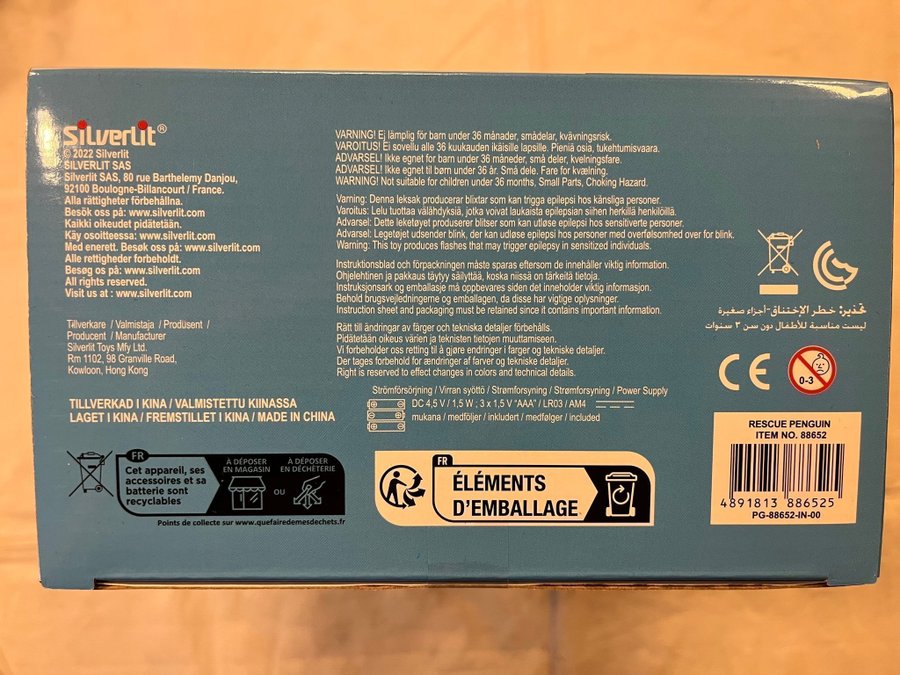 Silverlit®
© 2022 Silverlit
SILVERLIT SAS
Silverlit SAS, 80 rue Barthelemy Danjou,
92100 Boulogne-Billancourt / France.
Alla rättigheter förbehållna.
Besök oss på: www.silverlit.com
Kaikki oikeudet pidätetään.
Käy osoitteessa: www.silverlit.com
Med enerett. Besøk oss på: www.silverlit.com
Alle rettigheder forbeholdt.
Besøg os på: www.silverlit.com
Visit us at : www.silverlit.com
Tillverkare / Valmistaja / Produsent /
Producent / Manufacturer
Silverlit Toys Mfy Ltd.
Rm 1102, 98 Granville Road,
Kowloon, Hong Kong
TILLVERKAD I KINA / VALMISTETTU KIINASSA
LAGET I KINA / FREMSTILLET I KINA / MADE IN CHINA
VARNING! Ej lämplig för barn under 36 månader, smådelar, kvävningsrisk.
VAROITUS! Ei sovellu alle 36 kuukauden ikäisille lapsille. Pieniä osia, tukehtumisvaara.
ADVARSEL! Ikke egnet for barn under 36 måneder, små deler, kvelningsfare.
ADVARSEL! Ikke egnet til børn under 36 År. Små dele. Fare for kvælning.
WARNING! Not suitable for children under 36 months, Small Parts, Choking Hazard.
Varning: Denna leksak producerar blixtar som kan trigga epilepsi hos känsliga personer.
Varoitus: Lelu tuottaa välähdyksiä, jotka voivat laukaista epilepsian siihen herkillä henkilöillä.
Advarsel: Dette leketøyet produserer blitser som kan utløse epilepsi hos sensitiverte personer.
Advarsel: Legetøjet udsender blink, der kan udløse epilepsi hos personer med overfølsomhed over for blink.
Warning: This toy produces flashes that may trigger epilepsy in sensitized individuals.
Instruktionsblad och förpackningen måste sparas eftersom de innehåller viktig information.
Ohjelehtinen ja pakkaus täytyy säilyttää, koska niissä on tärkeitä tietoja.
Instruksjonsark og emballasje må oppbevares siden det inneholder viktig informasjon.
Behold brugsvejledningerne og emballagen, da disse har vigtige oplysninger.
Instruction sheet and packaging must be retained since it contains important information.
Rätt till ändringar av färger och tekniska detaljer förbehålls.
Pidätetään oikeus värien ja teknisten tietojen muuttamiseen.
Vi forbeholder oss retting til å gjøre endringer i farger og tekniske detaljer.
Der tages forbehold for ændringer af farver og tekniske detaljer.
Right is reserved to effect changes in colors and technical details.
Strömförsörjning / Virran syöttö / Strømforsyning / Strømforsyning / Power Supply
DC 4,5 V / 1,5 W ; 3 x 1,5 V "AAA" / LR03 / AM4
mukana / medföljer / inkludert / medfølger / included
تحذير: خطر الإختناق-أجزاء صغيرة
ليست مناسبة للأطفال دون سن ٣ سنوات
CE
0-3
FR
Cet appareil, ses
accessoires et sa
batterie sont
recyclables
À DÉPOSER
EN MAGASIN
OU
À DÉPOSER
EN DÉCHÈTERIE
Points de collecte sur www.quefairedemesdechets.fr
FR
ÉLÉMENTS
D'EMBALLAGE
RESCUE PENGUIN
ITEM NO. 88652
4891813 886525
PG-88652-IN-00